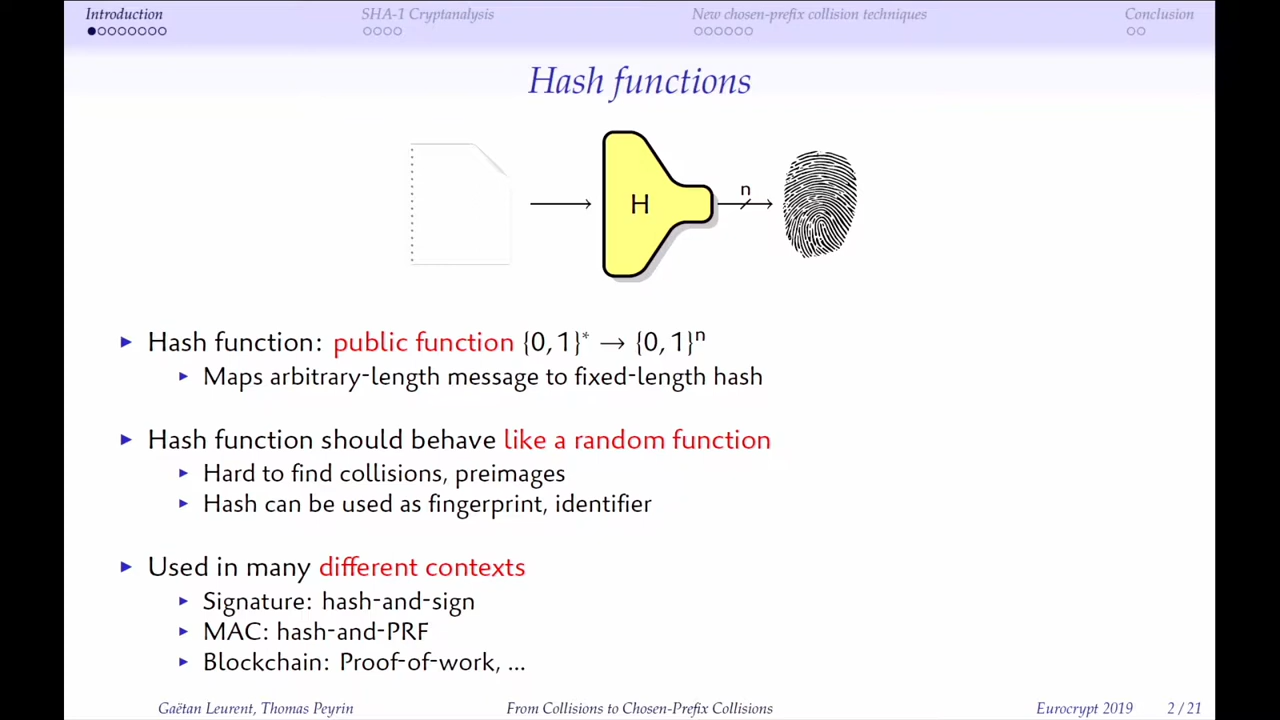 Introduction SHA-1 Cryptanalysis New chosen-prefix collision techniques Conclusion
Hash functions
H
n
Hash function: public function {0, 1}* → {0, 1}ⁿ
Maps arbitrary-length message to fixed-length hash
Hash function should behave like a random function
Hard to find collisions, preimages
Hash can be used as fingerprint, identifier
Used in many different contexts
Signature: hash-and-sign
MAC: hash-and-PRF
Blockchain: Proof-of-work, ...
Gaëtan Leurent, Thomas Peyrin From Collisions to Chosen-Prefix Collisions Eurocrypt 2019 2 / 21